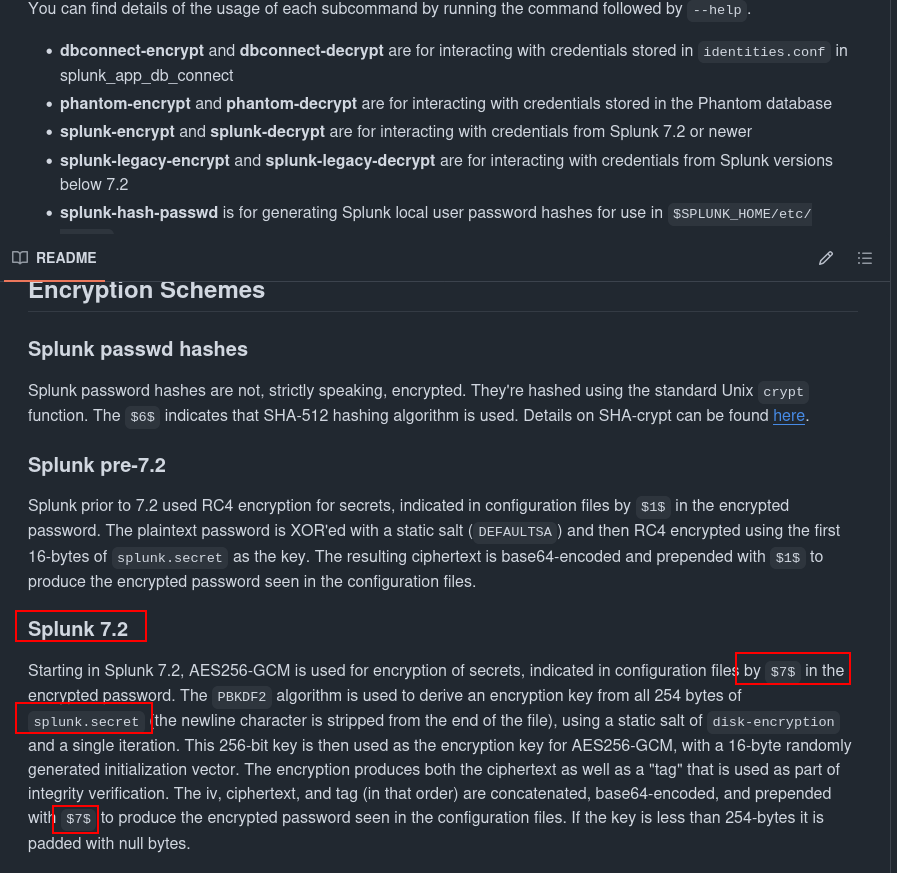 You can find details of the usage of each subcommand by running the command followed by --help.
• dbconnect-encrypt and dbconnect-decrypt are for interacting with credentials stored in identities.conf in
splunk_app_db_connect
• phantom-encrypt and phantom-decrypt are for interacting with credentials stored in the Phantom database
• splunk-encrypt and splunk-decrypt are for interacting with credentials from Splunk 7.2 or newer
• splunk-legacy-encrypt and splunk-legacy-decrypt are for interacting with credentials from Splunk versions
below 7.2
• splunk-hash-passwd is for generating Splunk local user password hashes for use in $SPLUNK_HOME/etc/
README
Encryption Schemes
Splunk passwd hashes
Splunk password hashes are not, strictly speaking, encrypted. They're hashed using the standard Unix crypt
function. The $6$ indicates that SHA-512 hashing algorithm is used. Details on SHA-crypt can be found here.
Splunk pre-7.2
Splunk prior to 7.2 used RC4 encryption for secrets, indicated in configuration files by $1$ in the encrypted
password. The plaintext password is XOR'ed with a static salt (DEFAULTSA) and then RC4 encrypted using the first
16-bytes of splunk.secret as the key. The resulting ciphertext is base64-encoded and prepended with $1$ to
produce the encrypted password seen in the configuration files.
Splunk 7.2
Starting in Splunk 7.2, AES256-GCM is used for encryption of secrets, indicated in configuration files by $7$ in the
encrypted password. The PBKDF2 algorithm is used to derive an encryption key from all 254 bytes of
splunk.secret (the newline character is stripped from the end of the file), using a static salt of disk-encryption
and a single iteration. This 256-bit key is then used as the encryption key for AES256-GCM, with a 16-byte randomly
generated initialization vector. The encryption produces both the ciphertext as well as a "tag" that is used as part of
integrity verification. The iv, ciphertext, and tag (in that order) are concatenated, base64-encoded, and prepended
with $7$ to produce the encrypted password seen in the configuration files. If the key is less than 254-bytes it is
padded with null bytes.